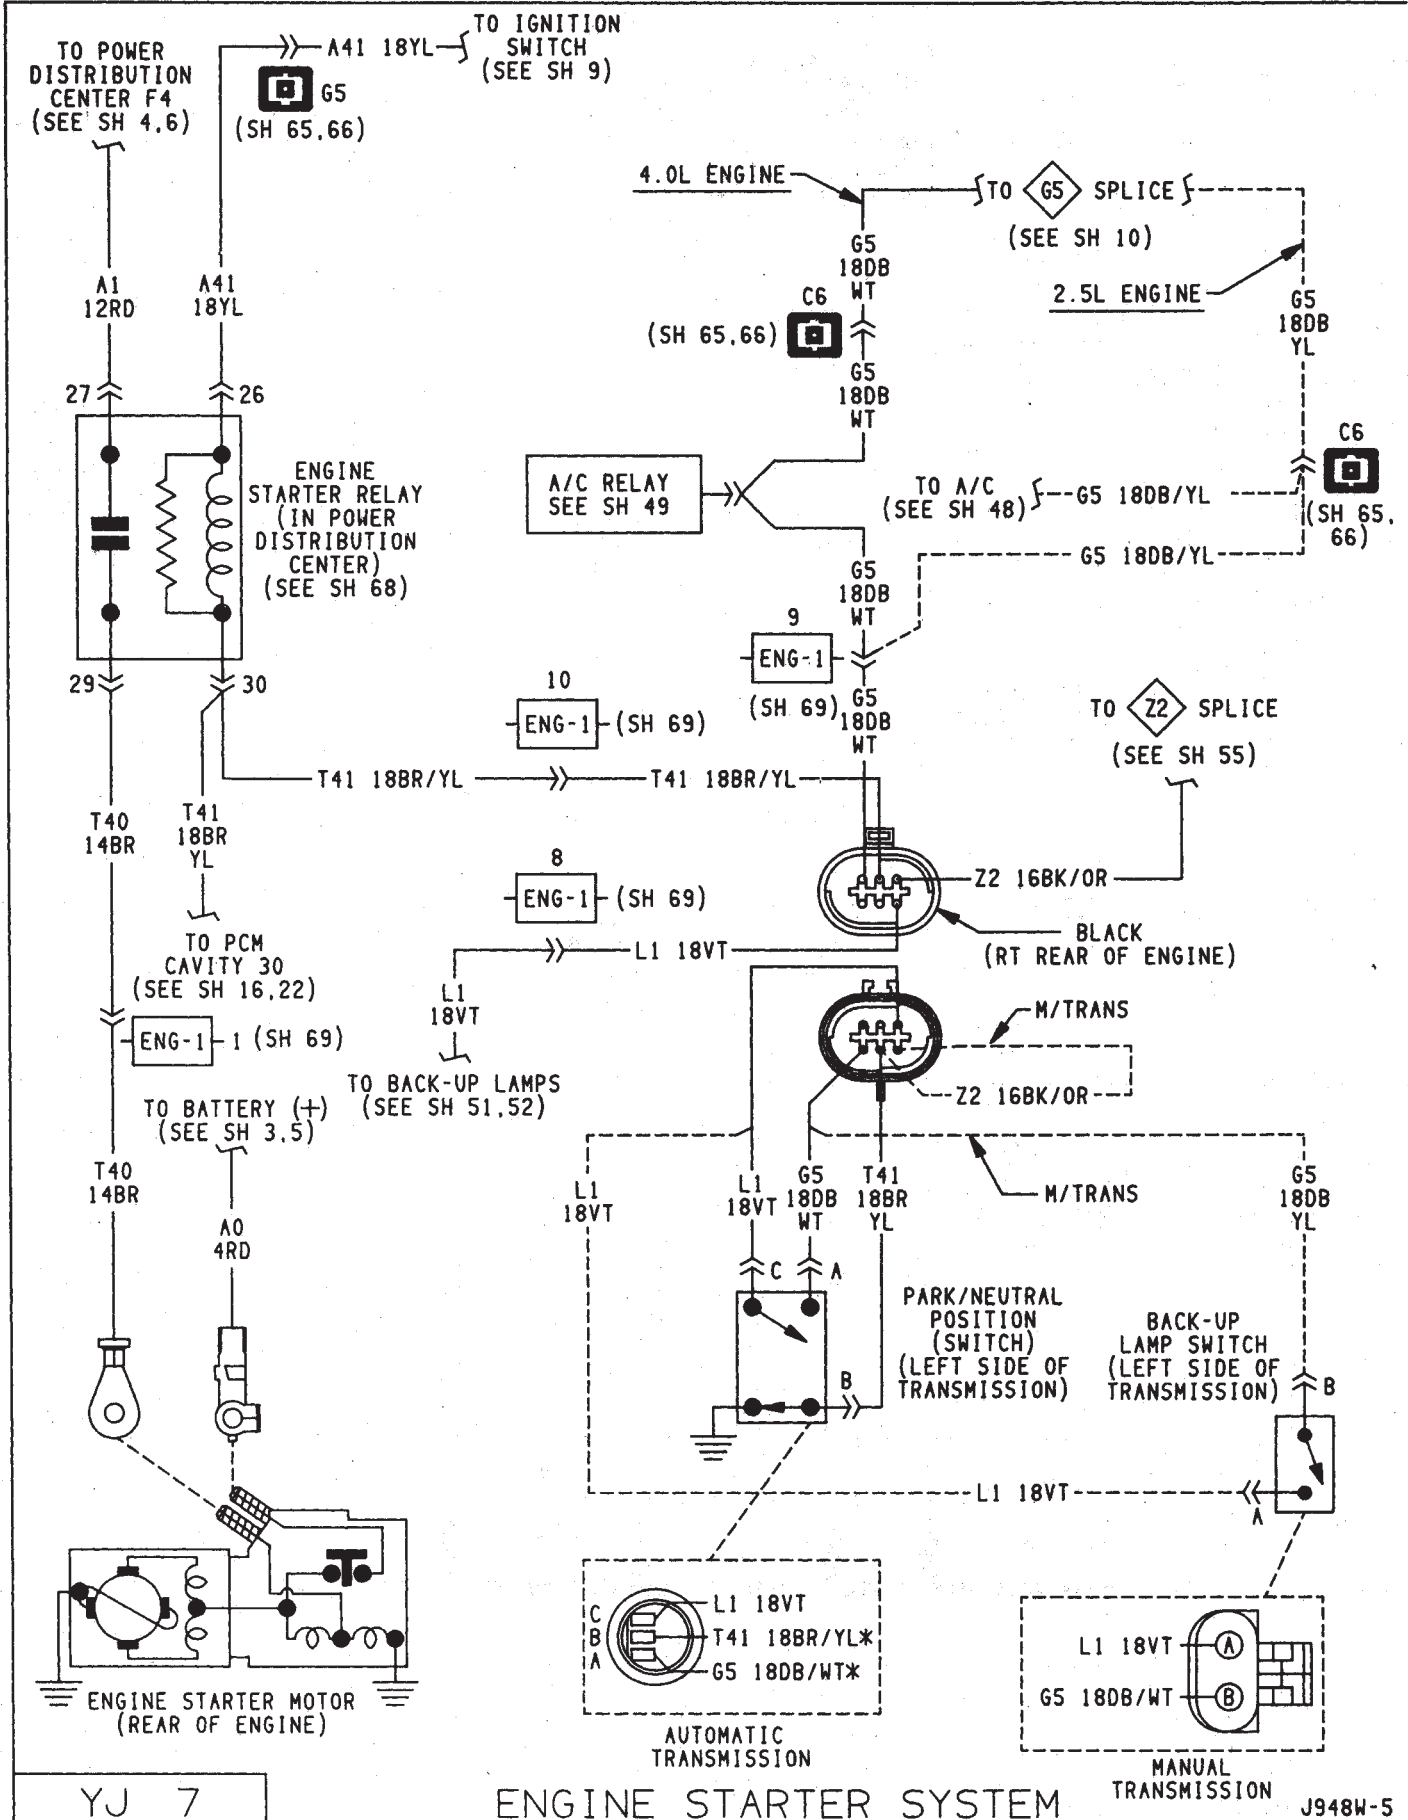 TO POWER
DISTRIBUTION
CENTER F4
(SEE SH 4,6)
A41 18YL
TO IGNITION
SWITCH
(SEE SH 9)
G5
(SH 65,66)
4.0L ENGINE
TO G5 SPLICE
(SEE SH 10)
2.5L ENGINE
A1
12RD
A41
18YL
G5
18DB
WT
C6
(SH 65,66)
G5
18DB
YL
27
26
G5
18DB
WT
C6
(SH 65,
66)
ENGINE
STARTER RELAY
(IN POWER
DISTRIBUTION
CENTER)
(SEE SH 68)
A/C RELAY
SEE SH 49
TO A/C
(SEE SH 48)
G5 18DB/YL
G5 18DB/YL
G5
18DB
WT
9
ENG-1
(SH 69)
G5
18DB
WT
29
30
10
ENG-1
(SH 69)
TO Z2 SPLICE
(SEE SH 55)
T41 18BR/YL
T41 18BR/YL
T40
14BR
T41
18BR
YL
8
ENG-1
(SH 69)
Z2 16BK/OR
BLACK
(RT REAR OF ENGINE)
L1 18VT
TO PCM
CAVITY 30
(SEE SH 16,22)
L1
18VT
ENG-1
1
(SH 69)
M/TRANS
TO BACK-UP LAMPS
(SEE SH 51,52)
Z2 16BK/OR
TO BATTERY (+)
(SEE SH 3,5)
T40
14BR
A0
4RD
L1
18VT
L1
18VT
G5
18DB
WT
T41
18BR
YL
M/TRANS
G5
18DB
YL
C
A
PARK/NEUTRAL
POSITION
(SWITCH)
(LEFT SIDE OF
TRANSMISSION)
BACK-UP
LAMP SWITCH
(LEFT SIDE OF
TRANSMISSION)
B
B
L1 18VT
A
C
B
A
L1 18VT
T41 18BR/YL*
G5 18DB/WT*
L1 18VT
A
G5 18DB/WT
B
ENGINE STARTER MOTOR
(REAR OF ENGINE)
AUTOMATIC
TRANSMISSION
MANUAL
TRANSMISSION
YJ 7
ENGINE STARTER SYSTEM
J948W-5